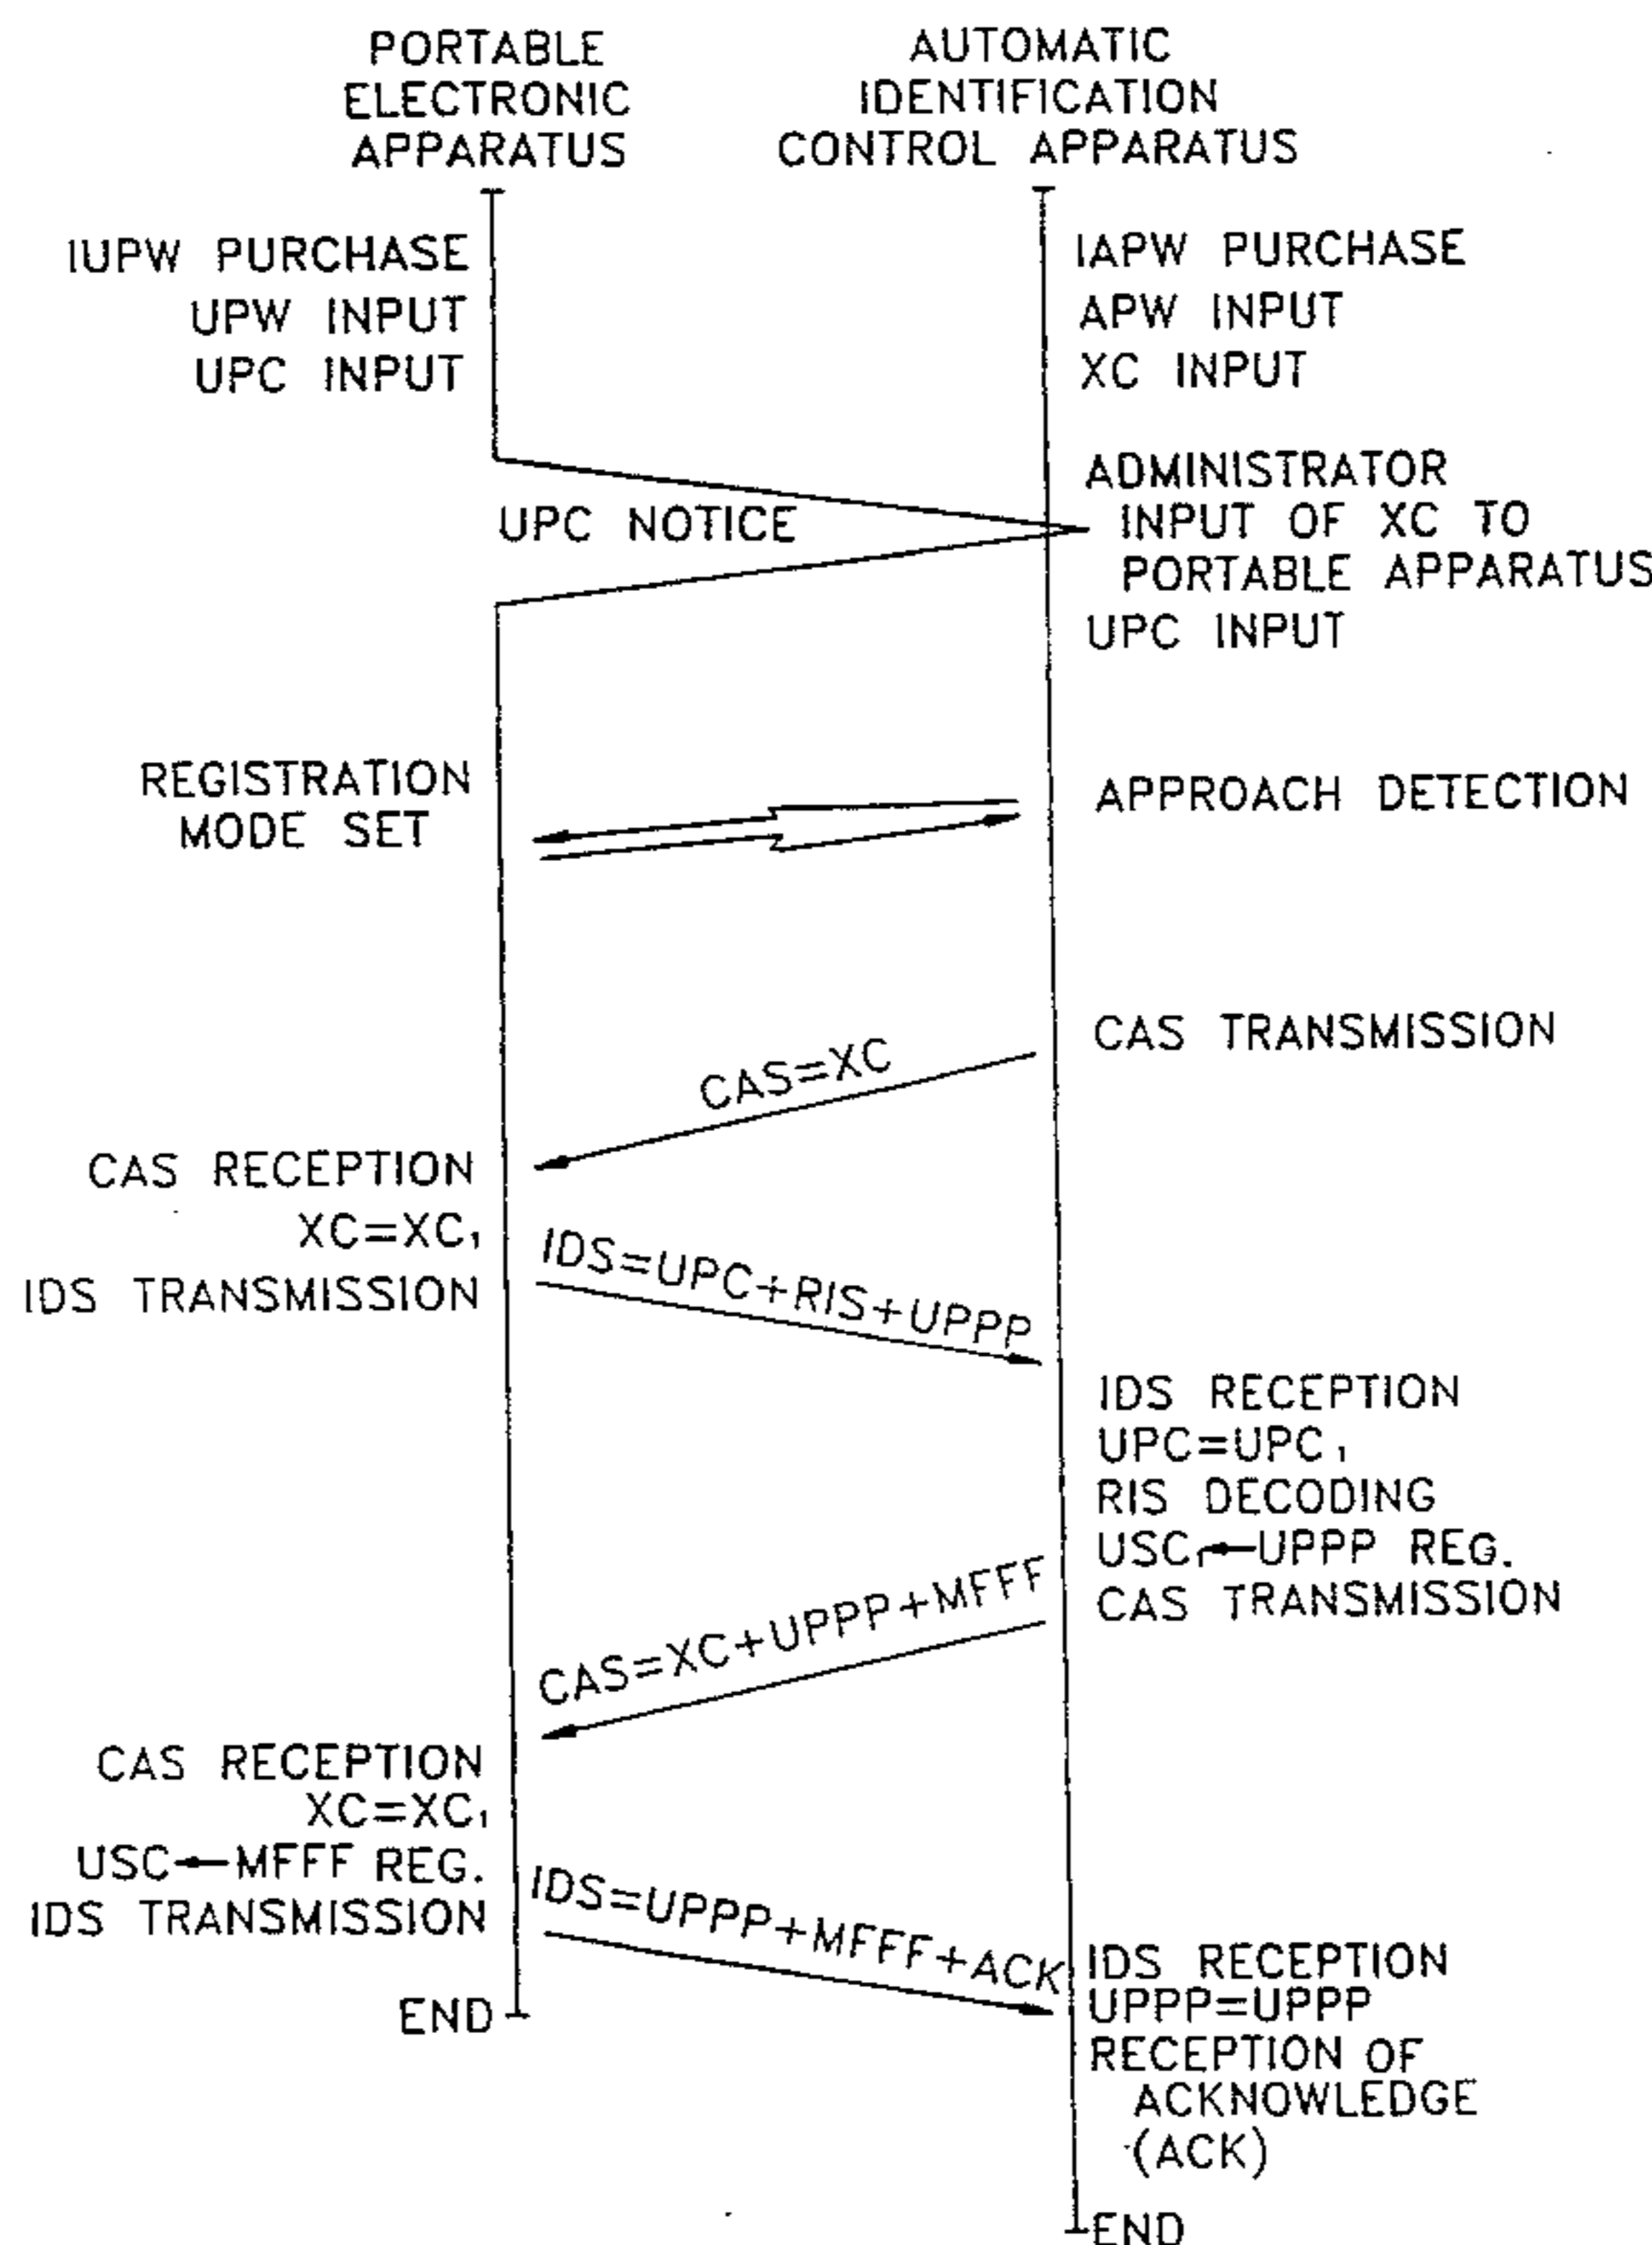 PORTABLE
ELECTRONIC
APPARATUS
AUTOMATIC
IDENTIFICATION
CONTROL APPARATUS
IUPW PURCHASE
UPW INPUT
UPC INPUT
IAPW PURCHASE
APW INPUT
XC INPUT
UPC NOTICE
ADMINISTRATOR
INPUT OF XC TO
PORTABLE APPARATUS
UPC INPUT
REGISTRATION
MODE SET
APPROACH DETECTION
CAS TRANSMISSION
CAS=XC
CAS RECEPTION
XC=XC₁
IDS TRANSMISSION
IDS=UPC+RIS+UPPP
IDS RECEPTION
UPC=UPC₁
RIS DECODING
USC₁←UPPP REG.
CAS TRANSMISSION
CAS=XC+UPPP+MFFF
CAS RECEPTION
XC=XC₁
USC←MFFF REG.
IDS TRANSMISSION
IDS=UPPP+MFFF+ACK
END
IDS RECEPTION
UPPP=UPPP
RECEPTION OF
ACKNOWLEDGE
(ACK)
END